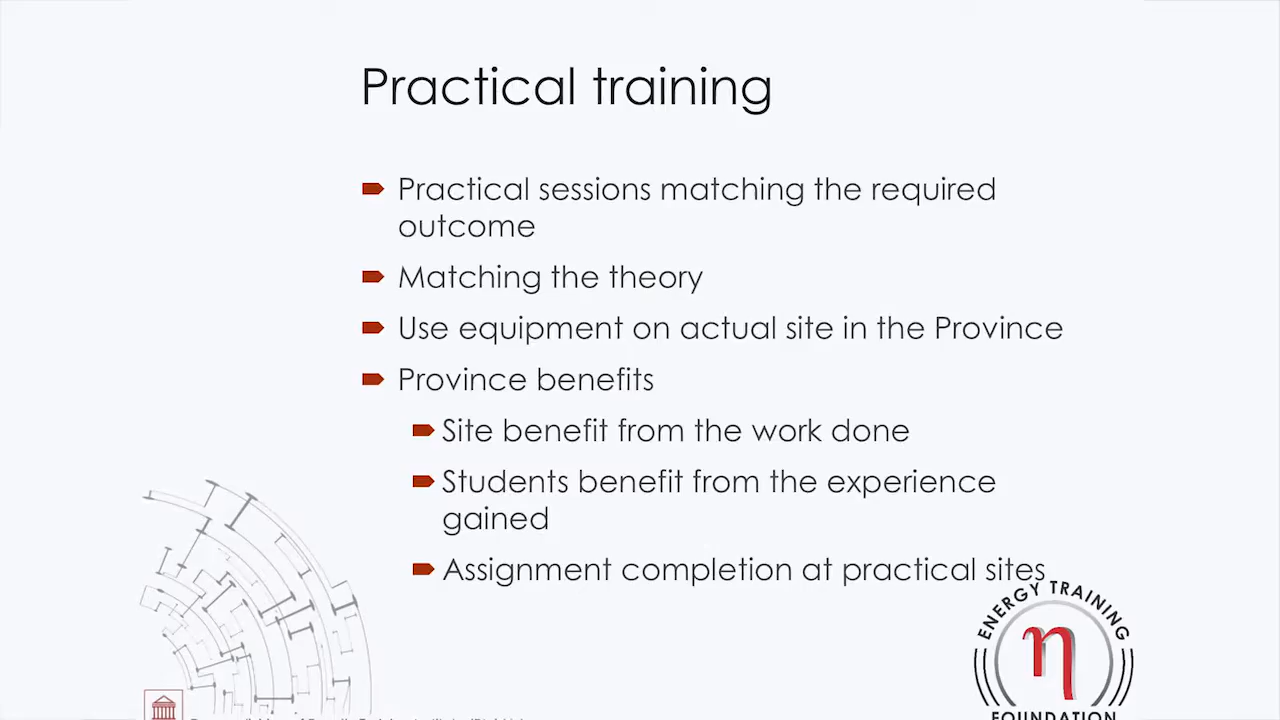 Practical training
Practical sessions matching the required
outcome
Matching the theory
Use equipment on actual site in the Province
Province benefits
Site benefit from the work done
Students benefit from the experience
gained
Assignment completion at practical sites
ENERGY TRAINING
η
FOUNDATION